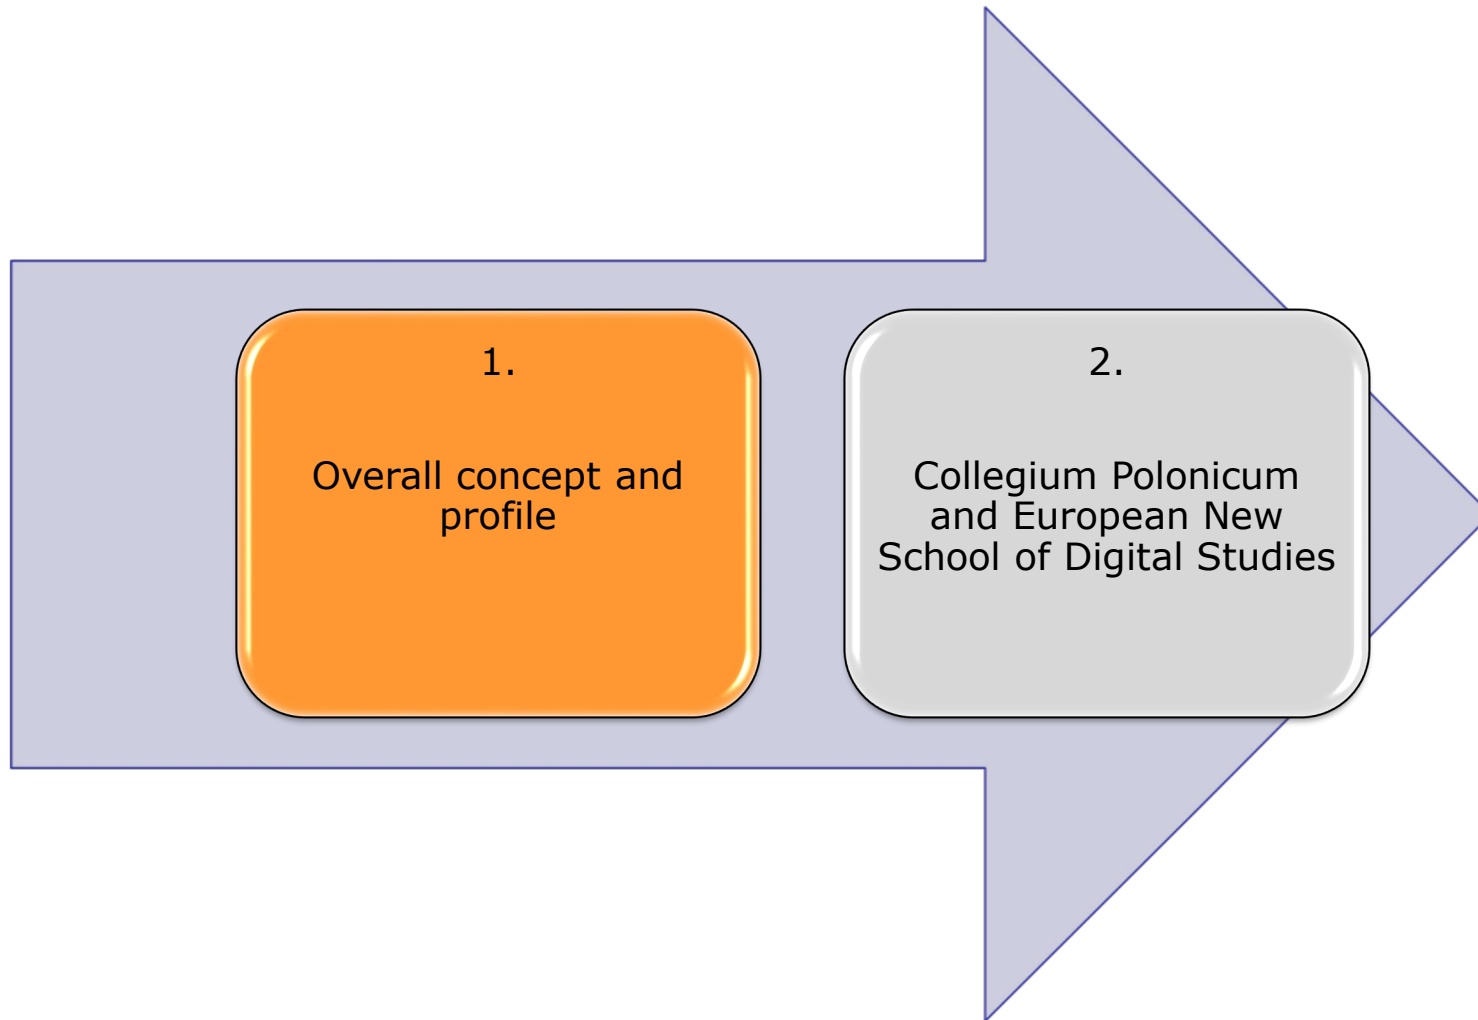 1.
Overall concept and
profile
2.
Collegium Polonicum
and European New
School of Digital Studies